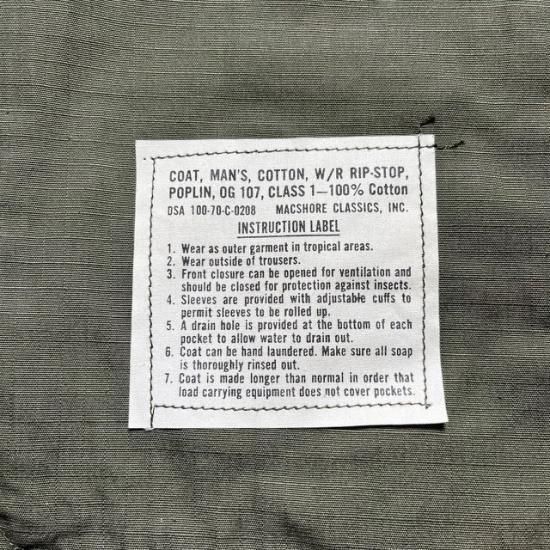 COAT, MAN'S, COTTON, W/R RIP-STOP,
POPLIN, OG 107, CLASS 1—100% Cotton
DSA 100-70-C-0208 MACSHORE CLASSICS, INC.
INSTRUCTION LABEL
1. Wear as outer garment in tropical areas.
2. Wear outside of trousers.
3. Front closure can be opened for ventilation and
should be closed for protection against insects.
4. Sleeves are provided with adjustable cuffs to
permit sleeves to be rolled up.
5. A drain hole is provided at the bottom of each
pocket to allow water to drain out.
6. Coat can be hand laundered. Make sure all soap
is thoroughly rinsed out.
7. Coat is made longer than normal in order that
load carrying equipment does not cover pockets.